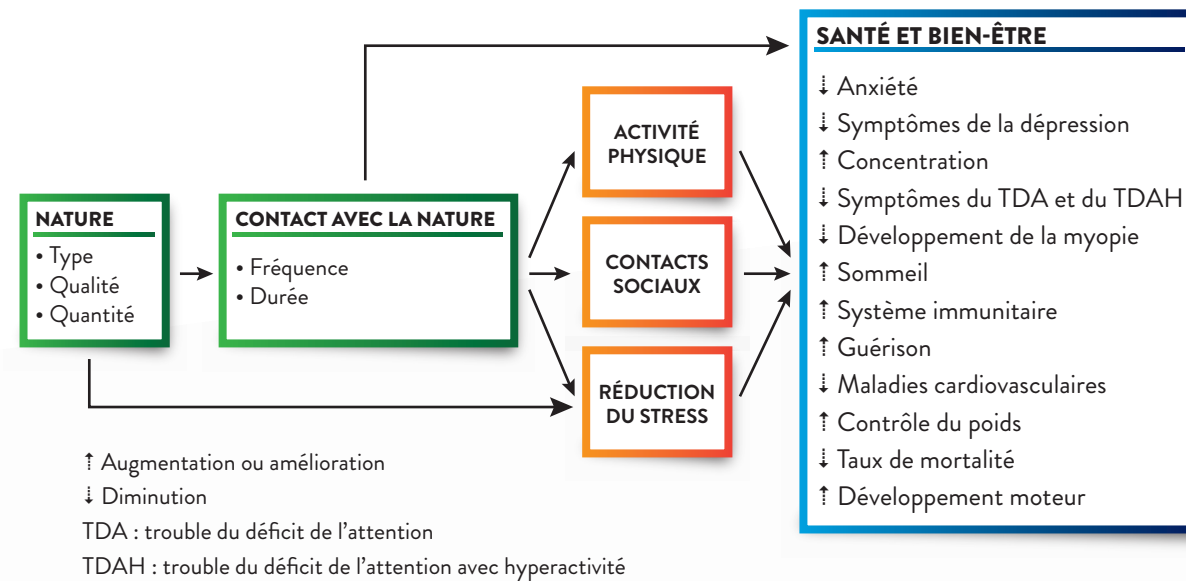 NATURE
• Type
• Qualité
• Quantité
CONTACT AVEC LA NATURE
• Fréquence
• Durée
ACTIVITÉ
PHYSIQUE
CONTACTS
SOCIAUX
RÉDUCTION
DU STRESS
SANTÉ ET BIEN-ÊTRE
↓ Anxiété
↓ Symptômes de la dépression
↑ Concentration
↓ Symptômes du TDA et du TDAH
↓ Développement de la myopie
↑ Sommeil
↑ Système immunitaire
↑ Guérison
↓ Maladies cardiovasculaires
↑ Contrôle du poids
↓ Taux de mortalité
↑ Développement moteur
↑ Augmentation ou amélioration
↓ Diminution
TDA : trouble du déficit de l’attention
TDAH : trouble du déficit de l’attention avec hyperactivité